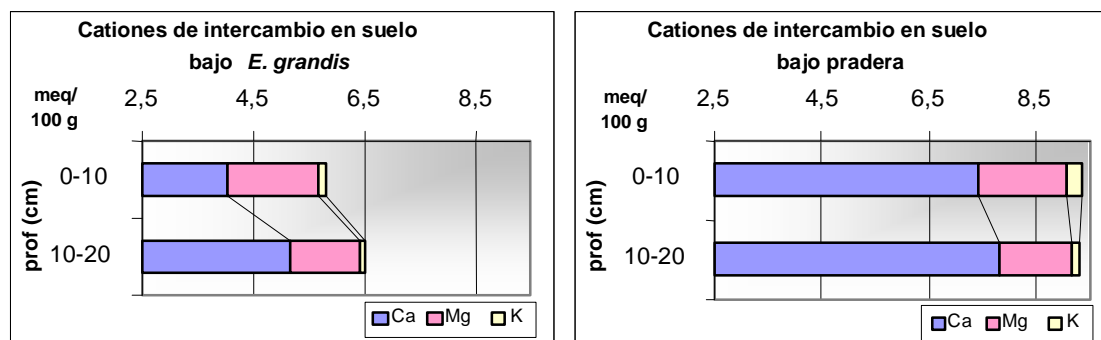 Cationes de intercambio en suelo
bajo E. grandis
meq/
100 g
2,5 4,5 6,5 8,5
0-10
10-20
prof (cm)
Ca Mg K
Cationes de intercambio en suelo
bajo pradera
meq/
100 g
2,5 4,5 6,5 8,5
0-10
10-20
prof (cm)
Ca Mg K